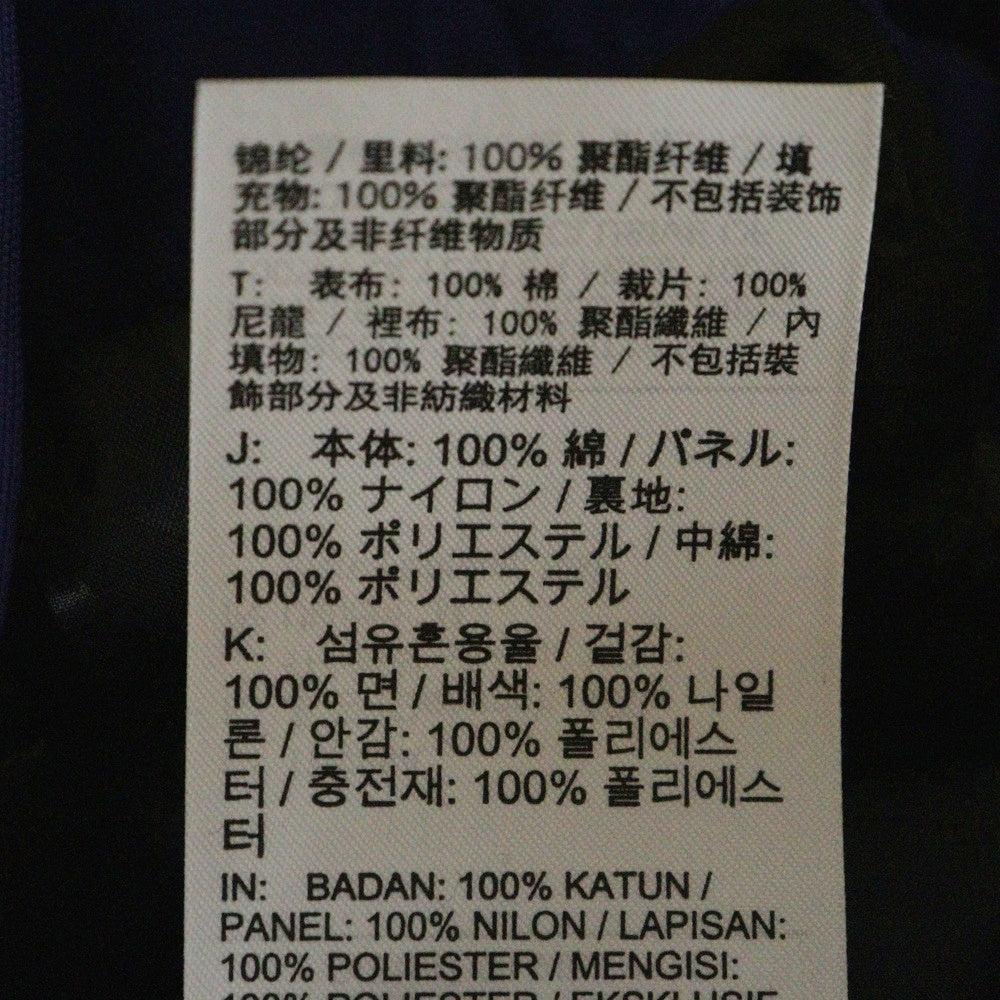 锦纶 / 里料: 100% 聚酯纤维 / 填
充物: 100% 聚酯纤维 / 不包括装饰
部分及非纤维物质
T: 表布: 100% 棉 / 裁片: 100%
尼龍 / 裡布: 100% 聚酯纖維 / 內
填物: 100% 聚酯纖維 / 不包括裝
飾部分及非紡織材料
J: 本体: 100% 綿 / パネル:
100% ナイロン / 裏地:
100% ポリエステル / 中綿:
100% ポリエステル
K: 섬유혼용율 / 겉감:
100% 면 / 배색: 100% 나일
론 / 안감: 100% 폴리에스
터 / 충전재: 100% 폴리에스
터
IN: BADAN: 100% KATUN /
PANEL: 100% NILON / LAPISAN:
100% POLIESTER / MENGISI:
100% POLIESTER / EKSKLUSIF